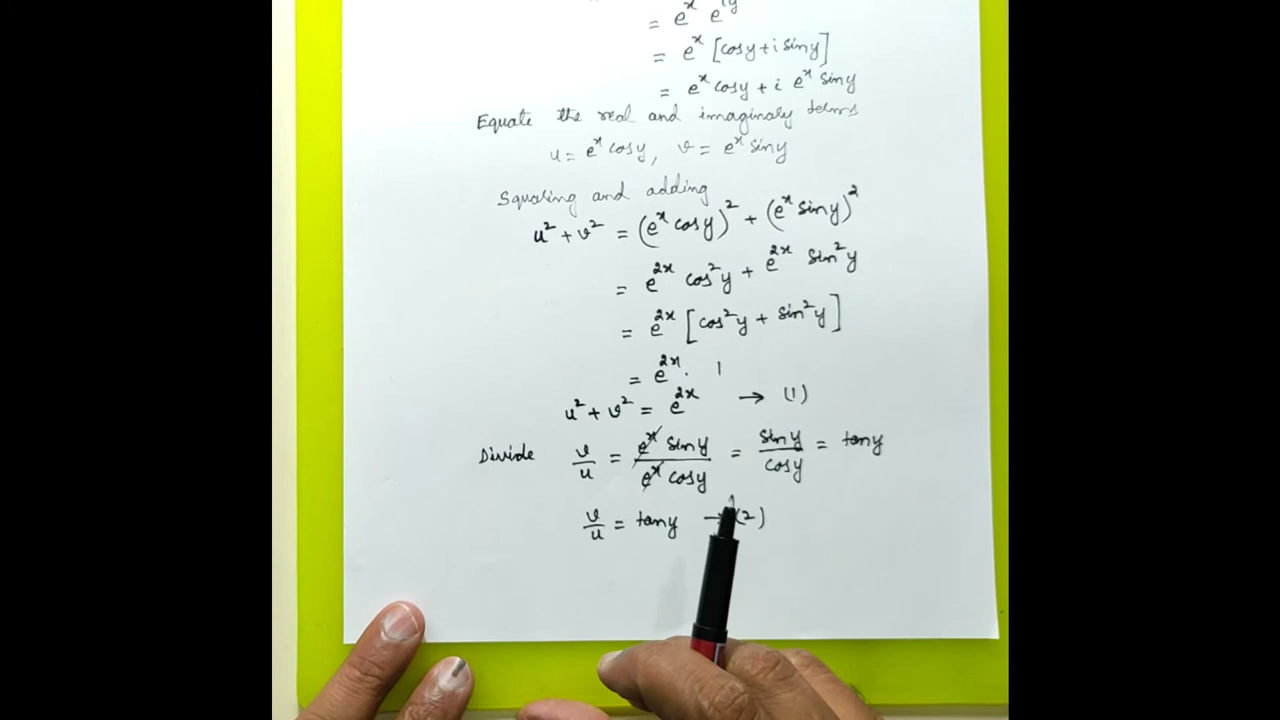 = e^x e^iy
= e^x [cosy + i siny]
= e^x cosy + i e^x siny
Equate the real and imaginary terms
u = e^x cosy, v = e^x siny
Squaring and adding
u² + v² = (e^x cosy)² + (e^x siny)²
= e^2x cos²y + e^2x sin²y
= e^2x [cos²y + sin²y]
= e^2x . 1
u² + v² = e^2x → (1)
Divide v/u = e^x siny / e^x cosy = siny / cosy = tany
v/u = tany → (2)